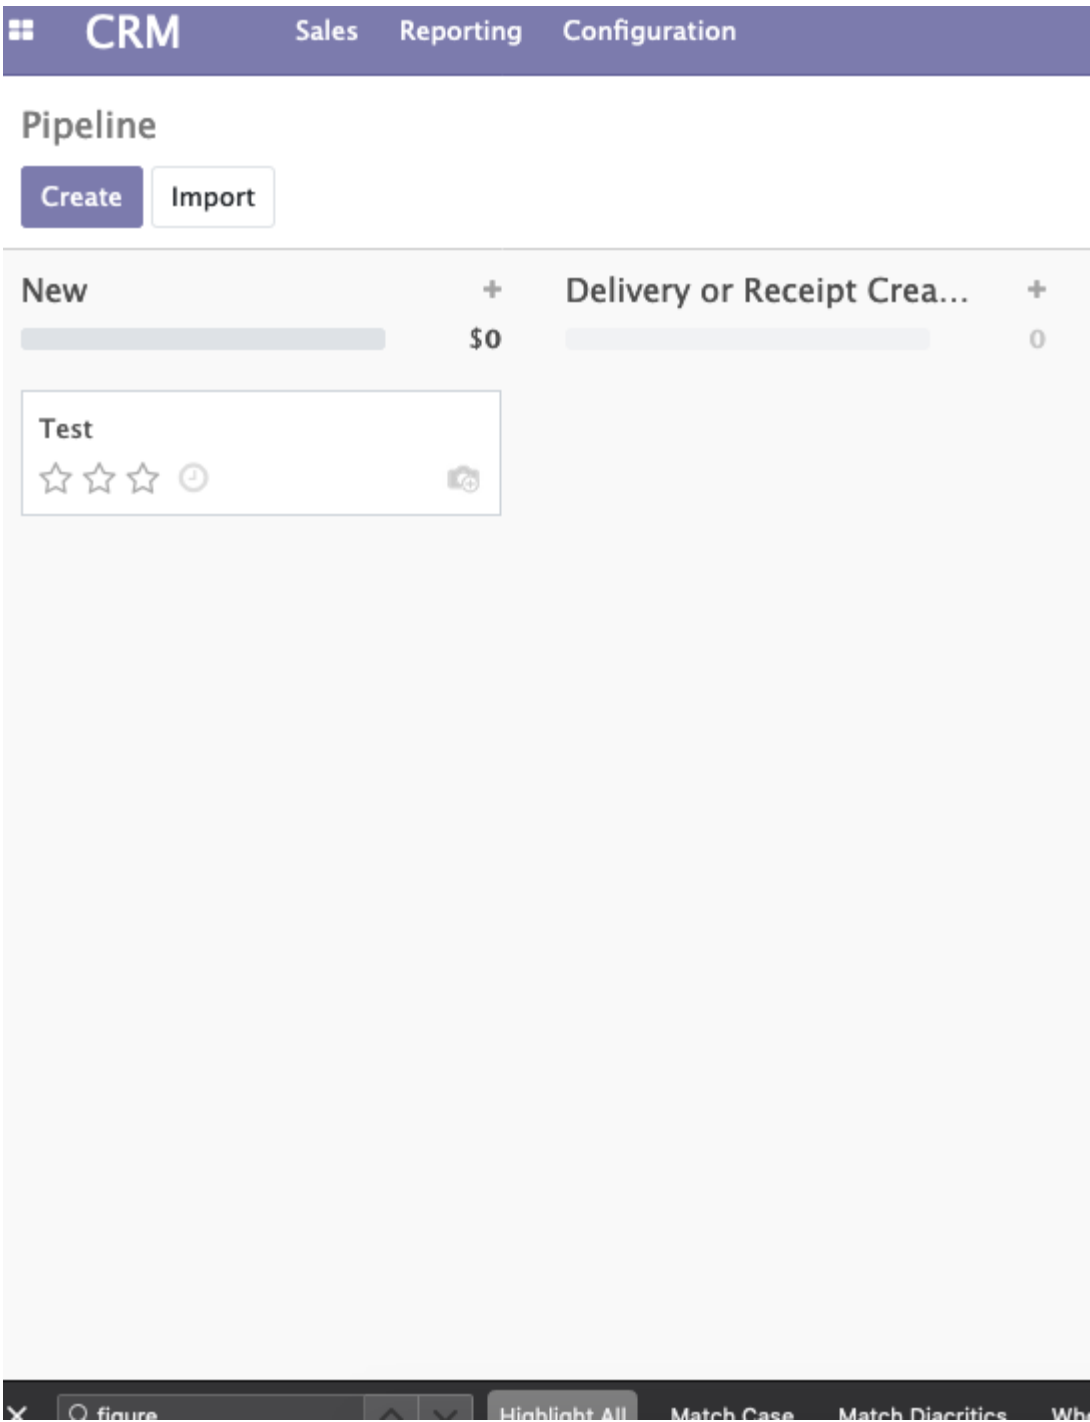 CRM Sales Reporting Configuration
Pipeline
Create Import
New + Delivery or Receipt Crea... +
$0 0
Test
figure Highlight All Match Case Match Diacritics Wh